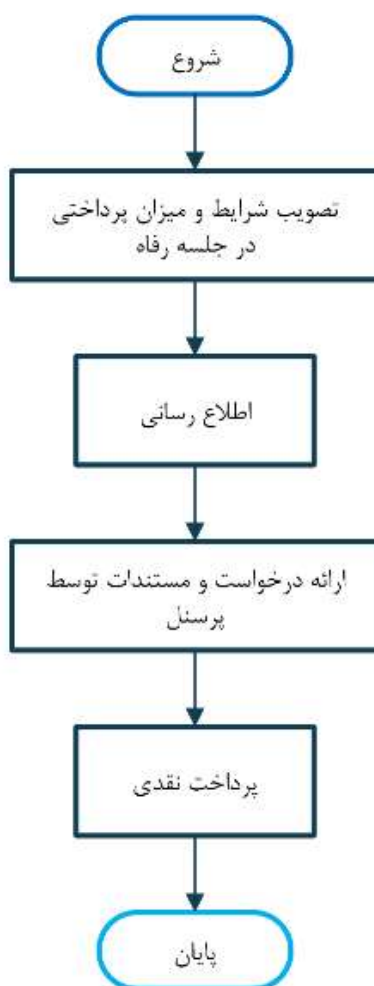 شروع
تصویب شرایط و میزان پرداختی
در جلسه رفاه
اطلاع رسانی
ارائه درخواست و مستندات توسط
پرسنل
پرداخت نقدی
پایان